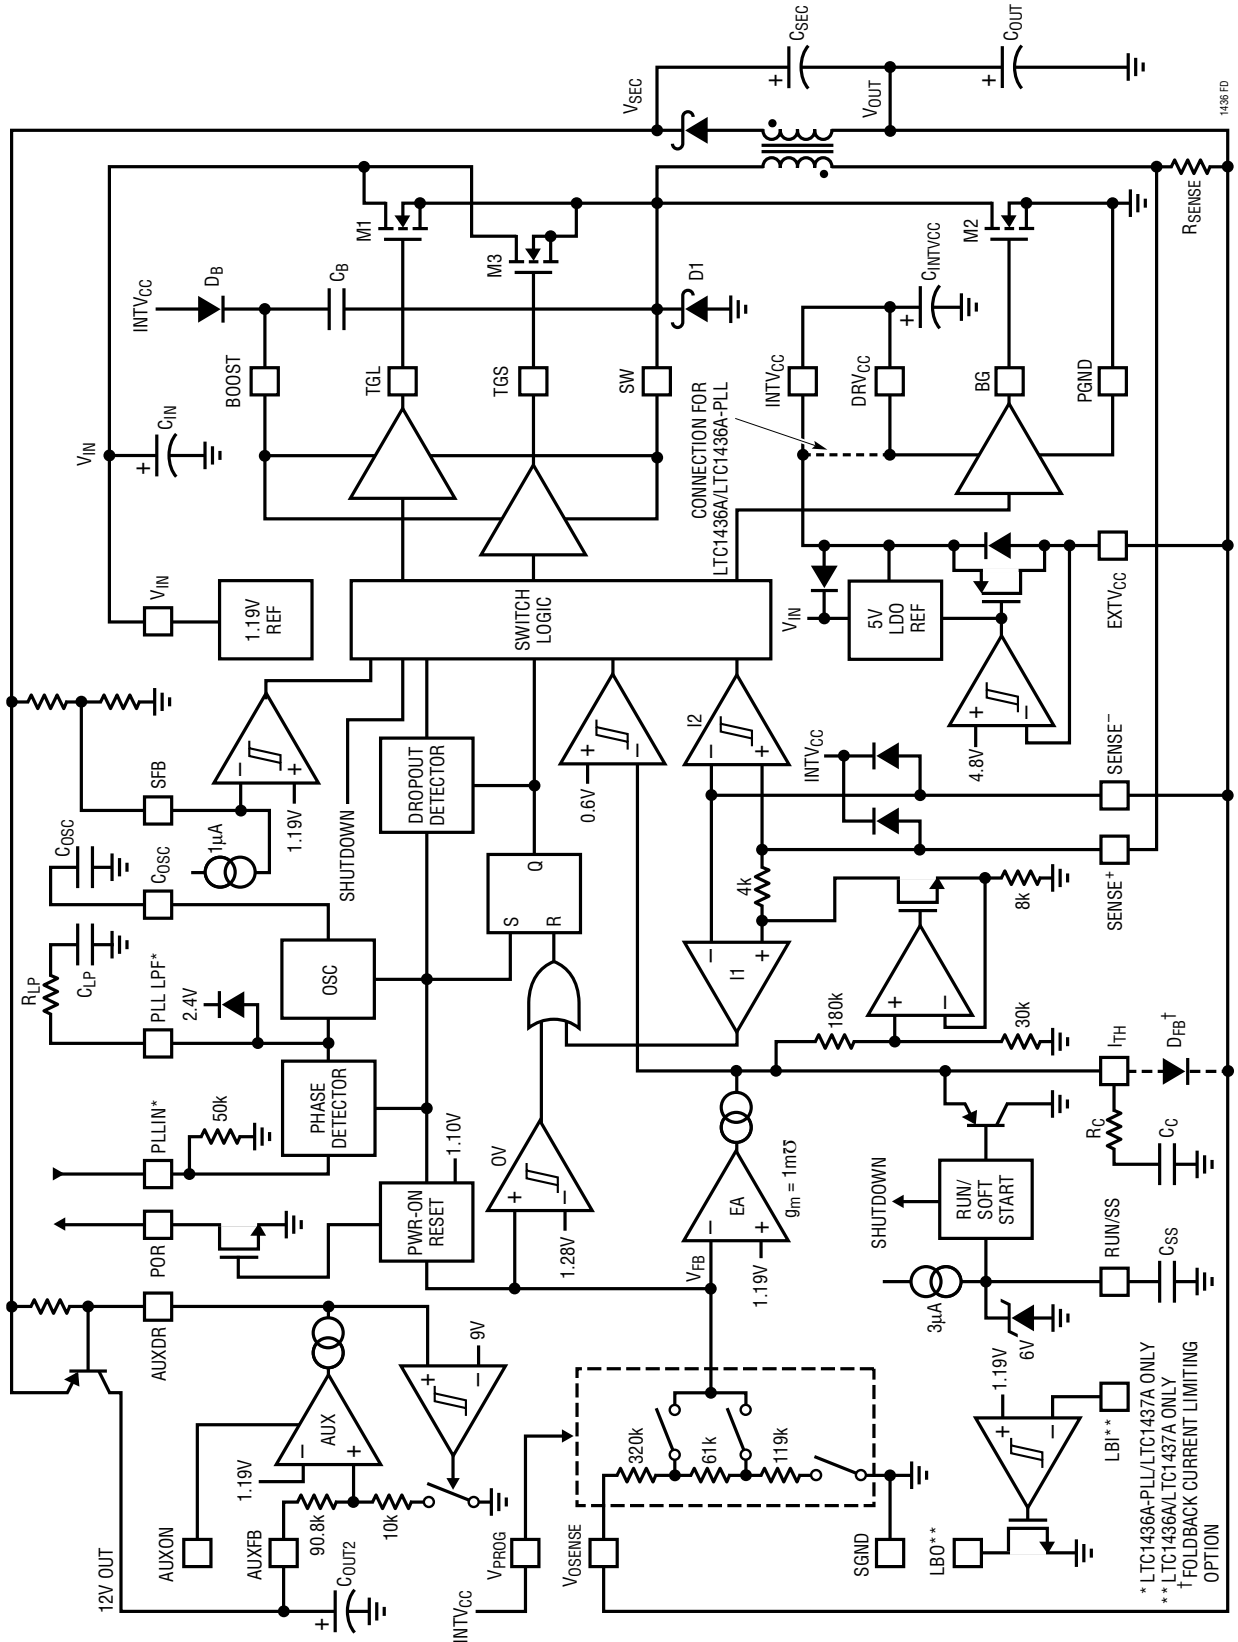 VIN
+
CIN
INTVCC
DB
CB
BOOST
TGL
TGS
SW
M1
M3
D1
VSEC
+
CSEC
VOUT
+
COUT
1436 FD
RSENSE
M2
CINTVCC
+
INTVCC
DRVCC
BG
PGND
CONNECTION FOR
LTC1436A/LTC1436A-PLL
VIN
1.19V
REF
SWITCH
LOGIC
VIN
5V
LDO
REF
EXTVCC
4.8V
+
–
SFB
1µA
1.19V
–
+
COSC
COSC
SHUTDOWN
DROPOUT
DETECTOR
0.6V
+
–
I2
–
+
INTVCC
SENSE–
SENSE+
Q
S
R
4k
I1
–
+
8k
180k
30k
+
–
RLP
CLP
PLL LPF*
2.4V
OSC
PLLIN*
50k
PHASE
DETECTOR
POR
PWR-ON
RESET
1.10V
OV
+
–
1.28V
VFB
–
+
EA
gm = 1m℧
1.19V
ITH
DFB†
RC
CC
SHUTDOWN
RUN/
SOFT
START
RUN/SS
CSS
3µA
6V
AUXDR
9V
+
–
AUX
–
+
1.19V
90.8k
10k
AUXON
AUXFB
12V OUT
+
COUT2
VPROG
INTVCC
VOSENSE
320k
61k
119k
SGND
1.19V
+
–
LBI**
LBO**
* LTC1436A-PLL/LTC1437A ONLY
** LTC1436A/LTC1437A ONLY
† FOLDBACK CURRENT LIMITING
OPTION